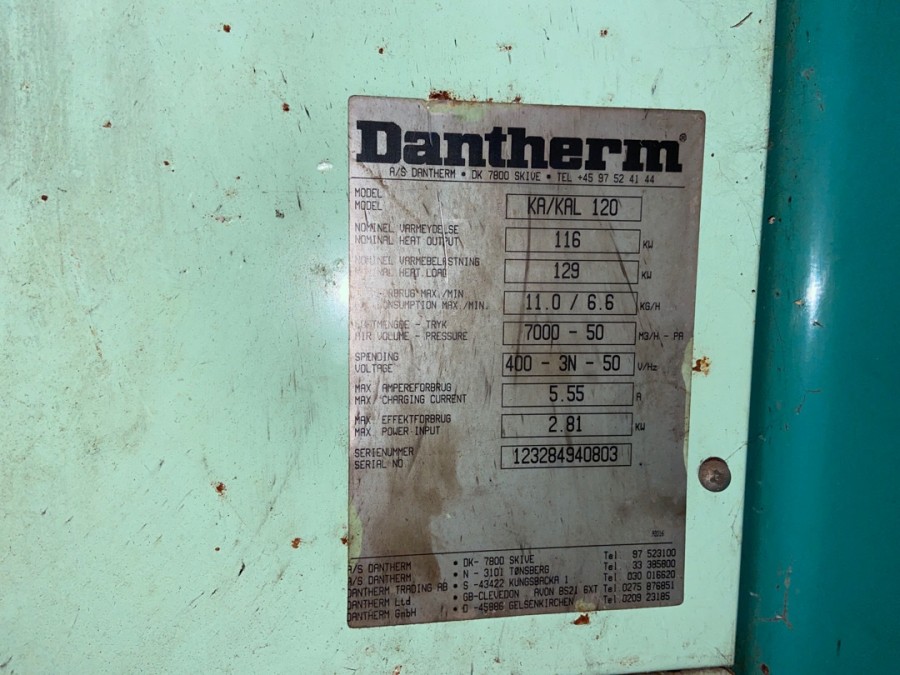 Dantherm®
A/S DANTHERM • DK 7800 SKIVE • TEL +45 97 52 41 44
MODEL
MODEL
KA/KAL 120
NOMINEL VARMEYDELSE
NOMINAL HEAT OUTPUT
116 KW
VARMEBELASTNING
HEAT LOAD
129 KW
MAX./MIN
MAX./MIN.
11.0 / 6.6 KG/H
- TRYK
AIR VOLUME - PRESSURE
7000 - 50 M3/H - PA
SPÆNDING
VOLTAGE
400 - 3N - 50 V/Hz
MAX. AMPEREFORBRUG
MAX. CHARGING CURRENT
5.55 A
MAX. EFFEKTFORBRUG
MAX. POWER INPUT
2.81 KW
SERIENUMMER
SERIAL NO
123284940803
A/S DANTHERM • DK- 7800 SKIVE Tel 97 523100
A/S DANTHERM • N - 3101 TØNSBERG Tel 33 385800
DANTHERM TRADING AB • S -43422 KUNGSBACKA 1 Tel 030 016620
DANTHERM Ltd • GB-CLEVEDON, AVON BS21 6XT Tel 0275 876851
DANTHERM GmbH • D -45886 GELSENKIRCHEN Tel 0209 23185